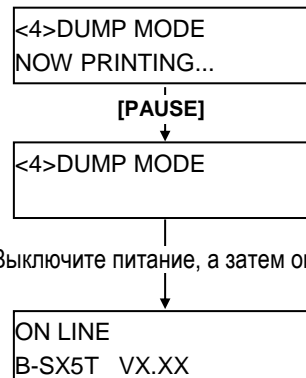 <4>DUMP MODE
NOW PRINTING...
[PAUSE]
<4>DUMP MODE
Выключите питание, а затем
ON LINE
B-SX5T VX.XX